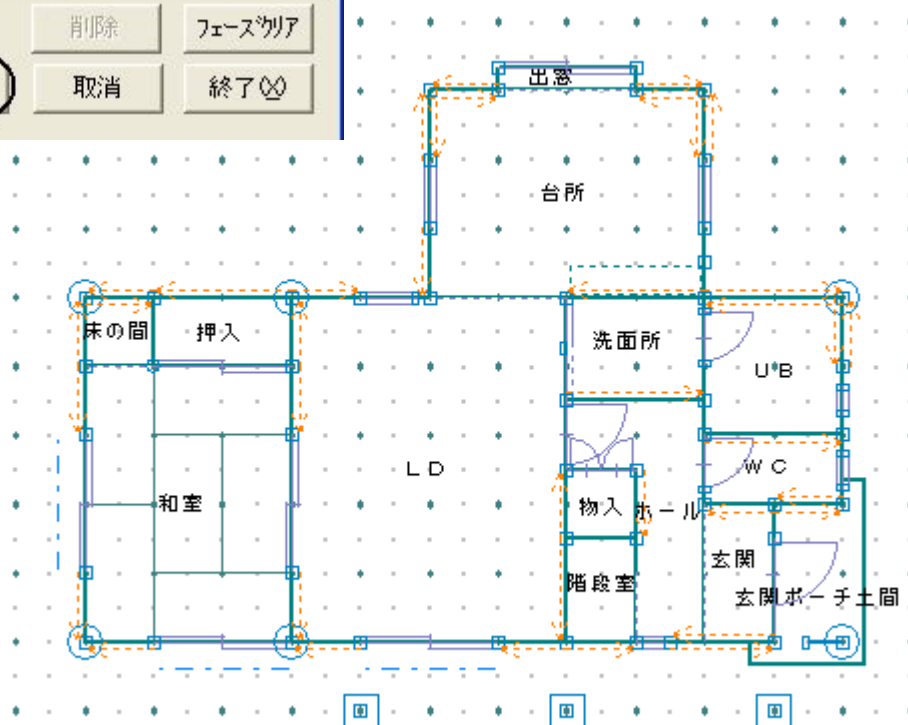 削除
フェーズクリア
取消
終了(X)
出窓
台所
床の間
押入
洗面所
UB
LD
WC
和室
物入
ホール
玄関
階段室
玄関ポーチ土間